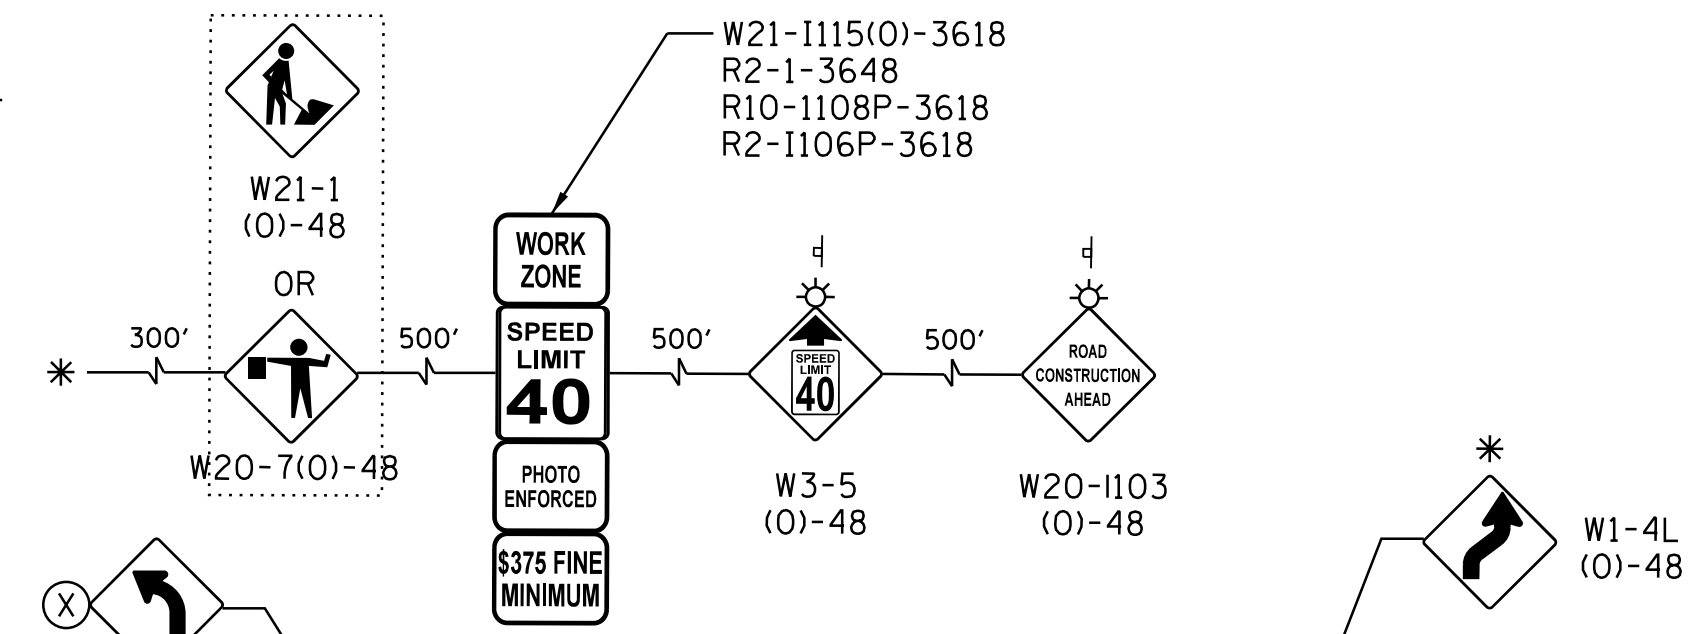 W21-I115(O)-3618
R2-1-3648
R10-1108P-3618
R2-I106P-3618
W21-1
(O)-48
OR
W20-7(O)-48
300'
500'
WORK
ZONE
SPEED
LIMIT
40
PHOTO
ENFORCED
$375 FINE
MINIMUM
500'
SPEED
LIMIT
40
W3-5
(O)-48
500'
ROAD
CONSTRUCTION
AHEAD
W20-I103
(O)-48
W1-4L
(O)-48
X